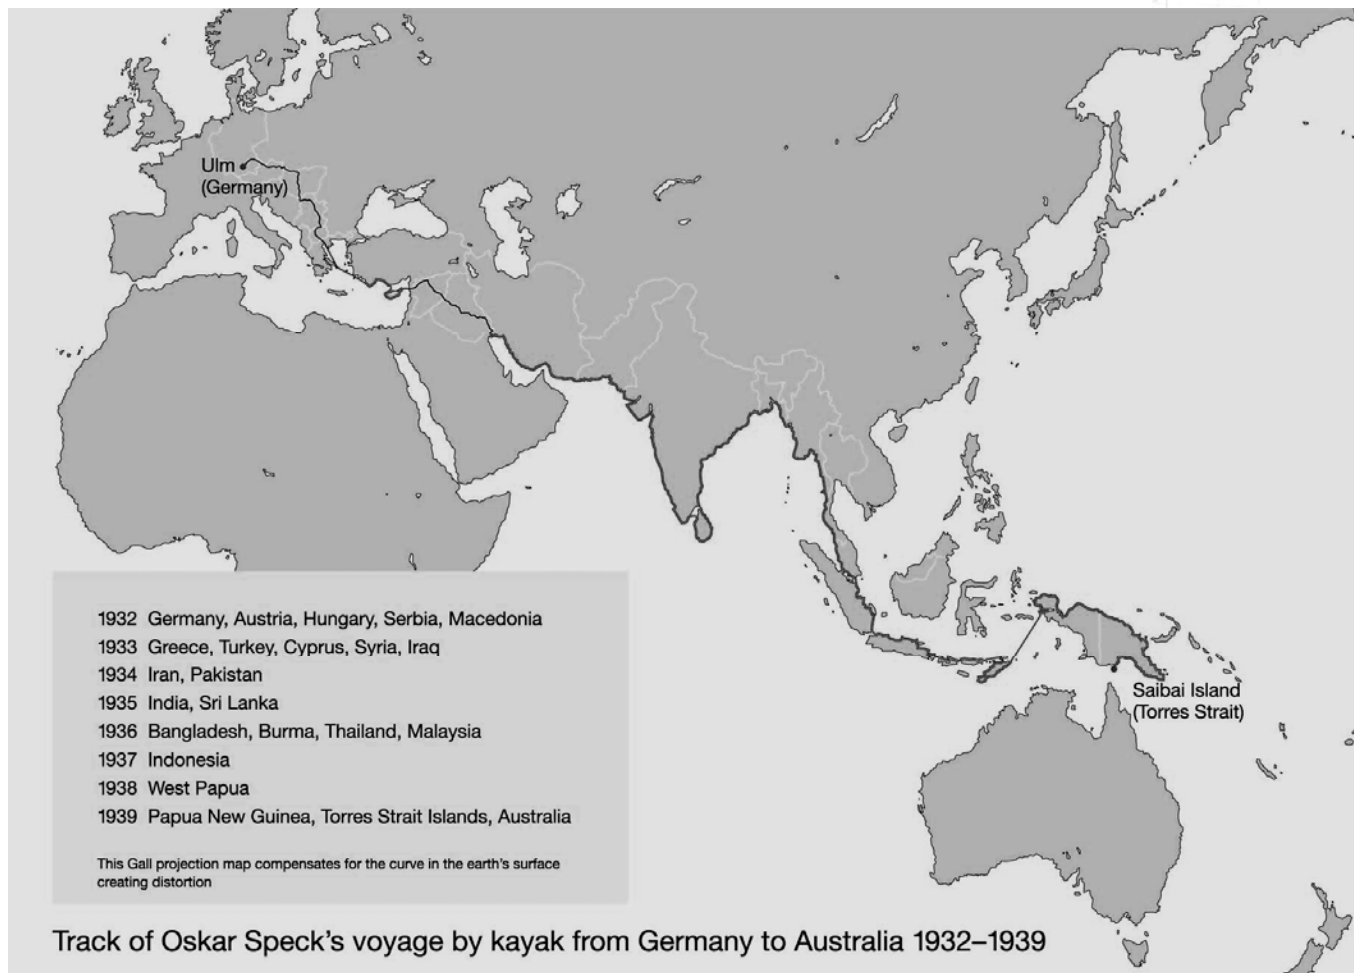 Ulm
(Germany)
Saibai Island
(Torres Strait)
1932 Germany, Austria, Hungary, Serbia, Macedonia
1933 Greece, Turkey, Cyprus, Syria, Iraq
1934 Iran, Pakistan
1935 India, Sri Lanka
1936 Bangladesh, Burma, Thailand, Malaysia
1937 Indonesia
1938 West Papua
1939 Papua New Guinea, Torres Strait Islands, Australia
This Gall projection map compensates for the curve in the earth's surface
creating distortion
Track of Oskar Speck's voyage by kayak from Germany to Australia 1932–1939